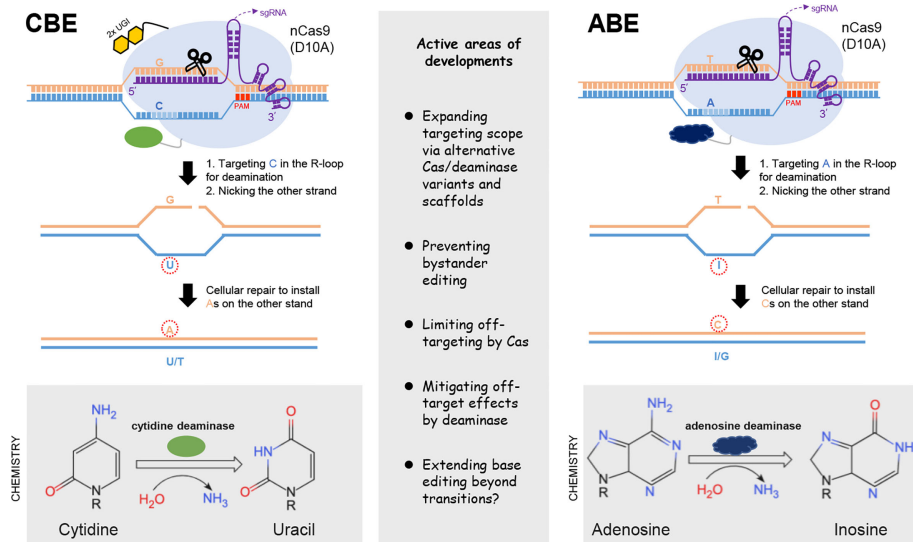 CBE
2x UGI
sgRNA
nCas9
(D10A)
G
5'
C
PAM
3'
1. Targeting C in the R-loop
for deamination
2. Nicking the other strand
G
U
Cellular repair to install
As on the other stand
A
U/T
CHEMISTRY
NH2
O
N
R
Cytidine
cytidine deaminase
H2O
NH3
O
HN
O
N
R
Uracil
Active areas of
developments
● Expanding
targeting scope
via alternative
Cas/deaminase
variants and
scaffolds
● Preventing
bystander
editing
● Limiting off-
targeting by Cas
● Mitigating off-
target effects
by deaminase
● Extending base
editing beyond
transitions?
ABE
sgRNA
nCas9
(D10A)
T
5'
A
PAM
3'
1. Targeting A in the R-loop
for deamination
2. Nicking the other strand
T
I
Cellular repair to install
Cs on the other stand
C
I/G
CHEMISTRY
NH2
N
N
N
N
R
Adenosine
adenosine deaminase
H2O
NH3
O
N
NH
N
N
R
Inosine